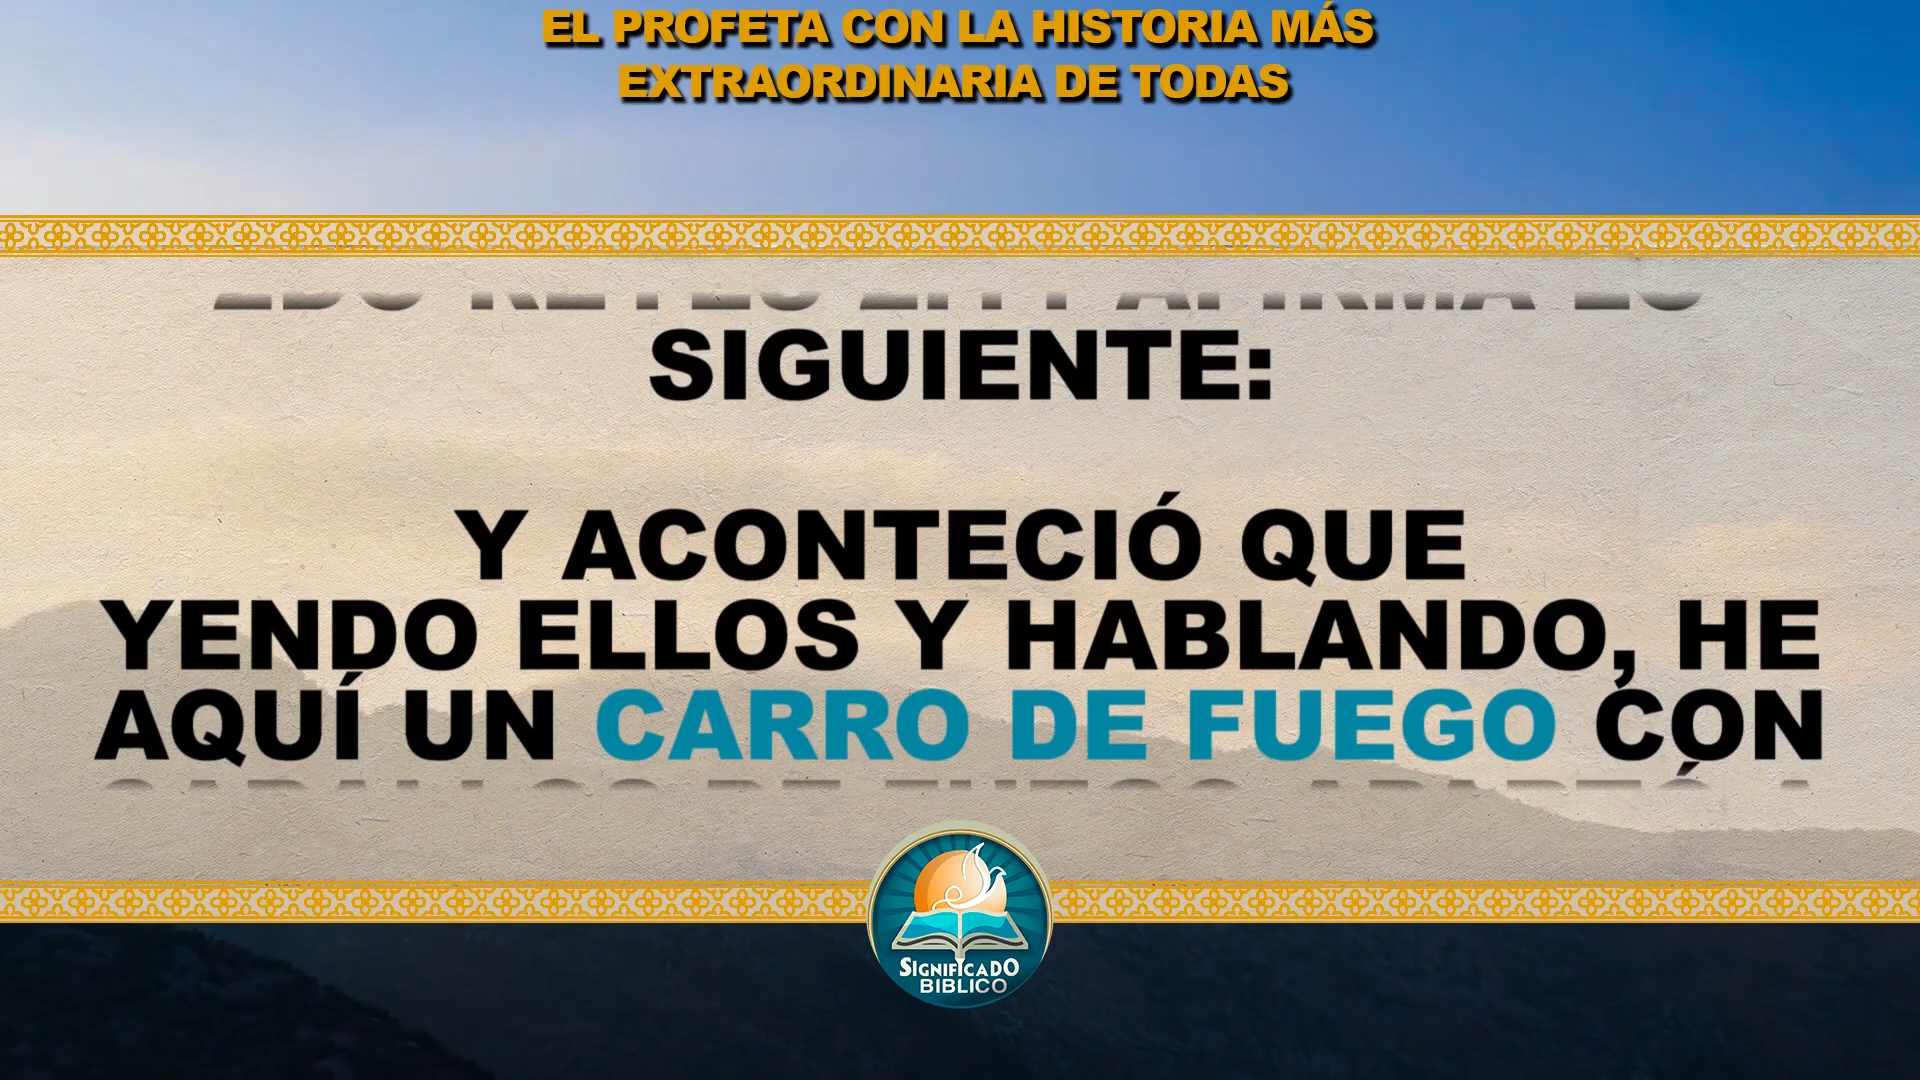 EL PROFETA CON LA HISTORIA MÁS
EXTRAORDINARIA DE TODAS
SIGUIENTE:
Y ACONTECIÓ QUE
YENDO ELLOS Y HABLANDO, HE
AQUÍ UN CARRO DE FUEGO CON
SIGNIFICADO
BIBLICO